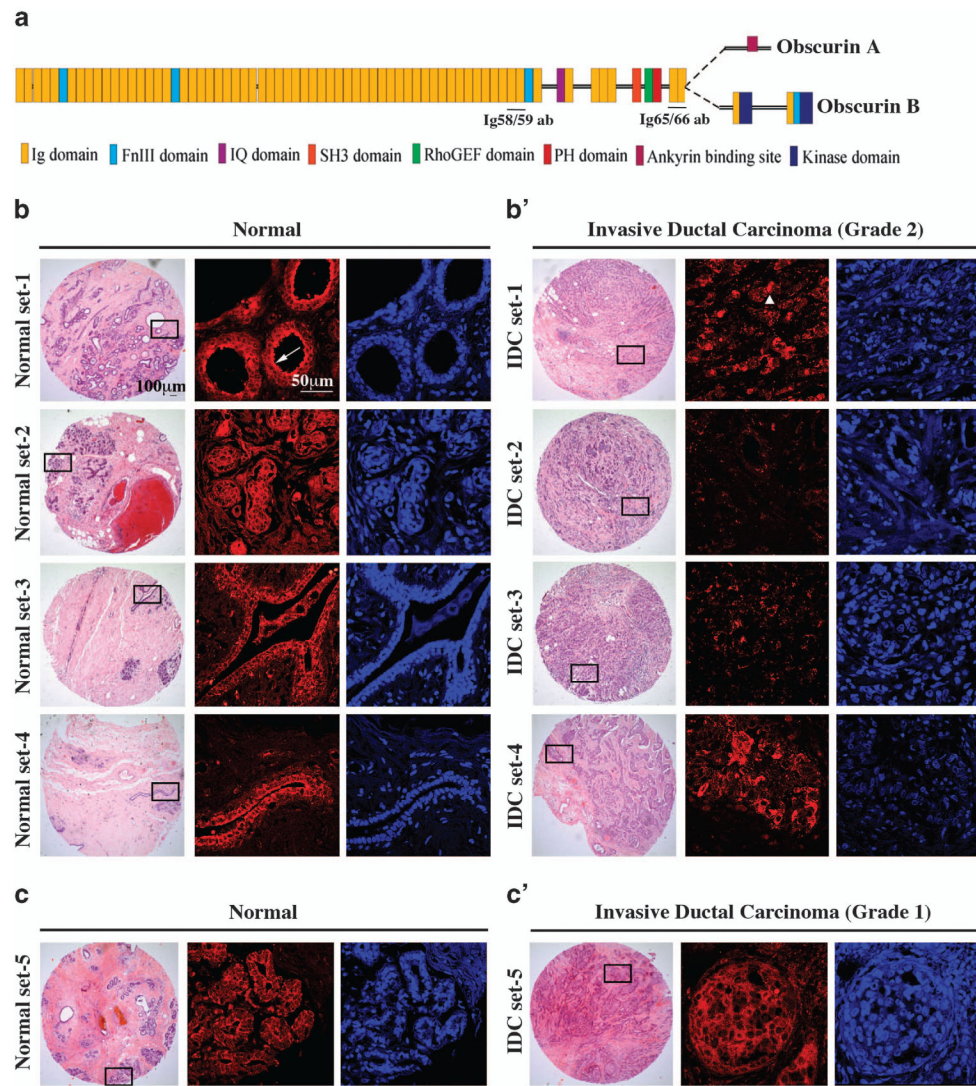 a
Obscurin A
Obscurin B
Ig58/59 ab
Ig65/66 ab
Ig domain
FnIII domain
IQ domain
SH3 domain
RhoGEF domain
PH domain
Ankyrin binding site
Kinase domain
b
Normal
Normal set-1
100μm
50μm
Normal set-2
Normal set-3
Normal set-4
b'
Invasive Ductal Carcinoma (Grade 2)
IDC set-1
IDC set-2
IDC set-3
IDC set-4
c
Normal
Normal set-5
c'
Invasive Ductal Carcinoma (Grade 1)
IDC set-5